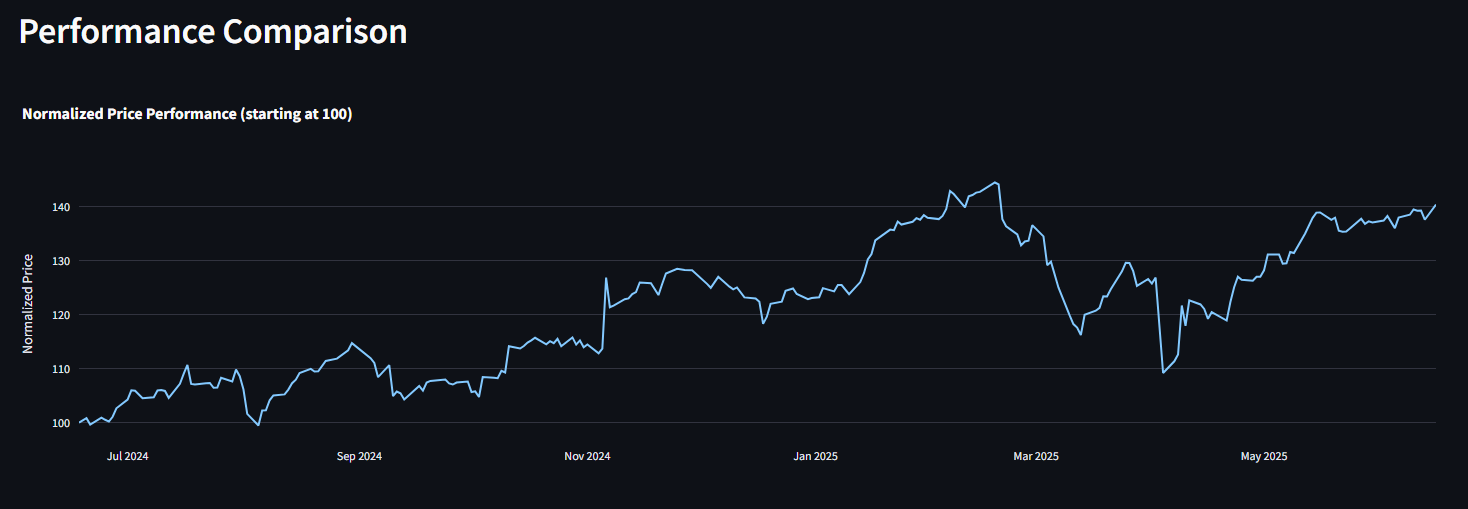 Performance Comparison
Normalized Price Performance (starting at 100)
Normalized Price
140
130
120
110
100
Jul 2024 Sep 2024 Nov 2024 Jan 2025 Mar 2025 May 2025